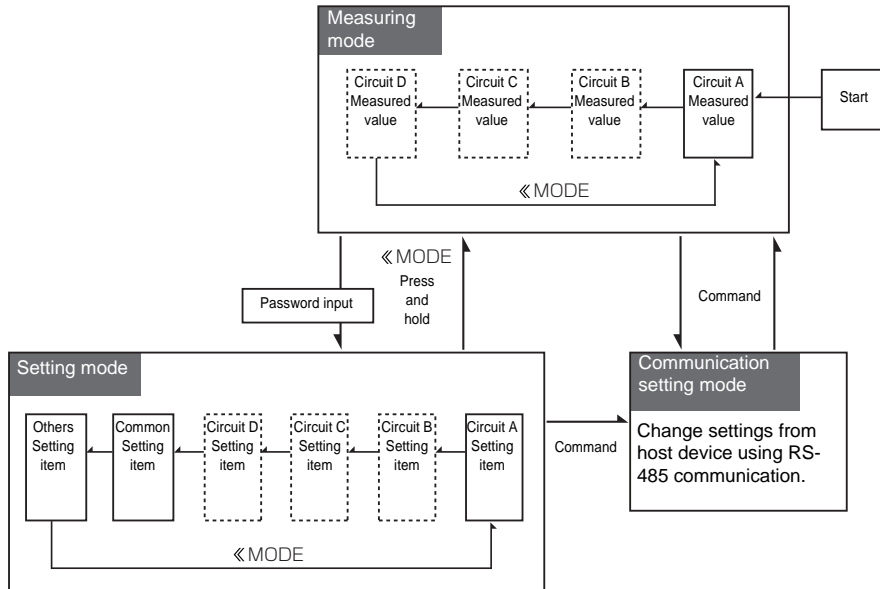 Measuring
mode
Circuit D
Measured
value
Circuit C
Measured
value
Circuit B
Measured
value
Circuit A
Measured
value
Start
≪MODE
≪MODE
Press
and
hold
Password input
Command
Setting mode
Others
Setting
item
Common
Setting
item
Circuit D
Setting
item
Circuit C
Setting
item
Circuit B
Setting
item
Circuit A
Setting
item
≪MODE
Command
Communication
setting mode
Change settings from
host device using RS-
485 communication.